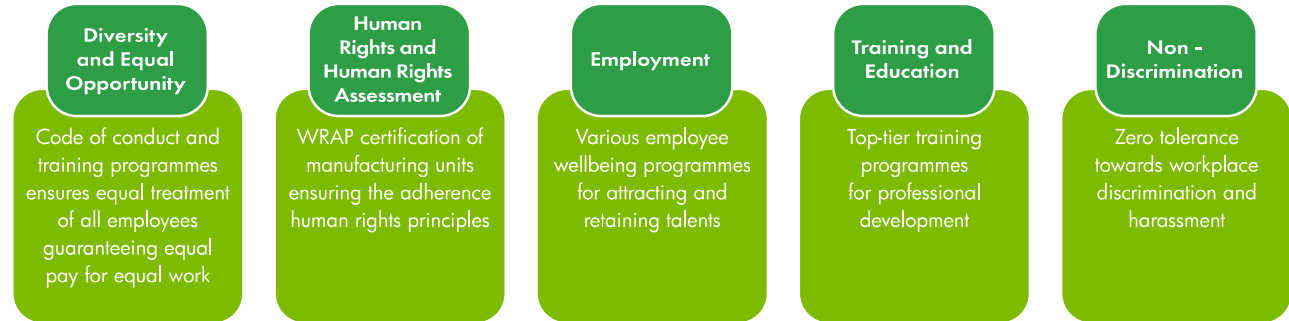 Diversity
and Equal
Opportunity
Code of conduct and
training programmes
ensures equal treatment
of all employees
guaranteeing equal
pay for equal work
Human
Rights and
Human Rights
Assessment
WRAP certification of
manufacturing units
ensuring the adherence
human rights principles
Employment
Various employee
wellbeing programmes
for attracting and
retaining talents
Training and
Education
Top-tier training
programmes
for professional
development
Non -
Discrimination
Zero tolerance
towards workplace
discrimination and
harassment